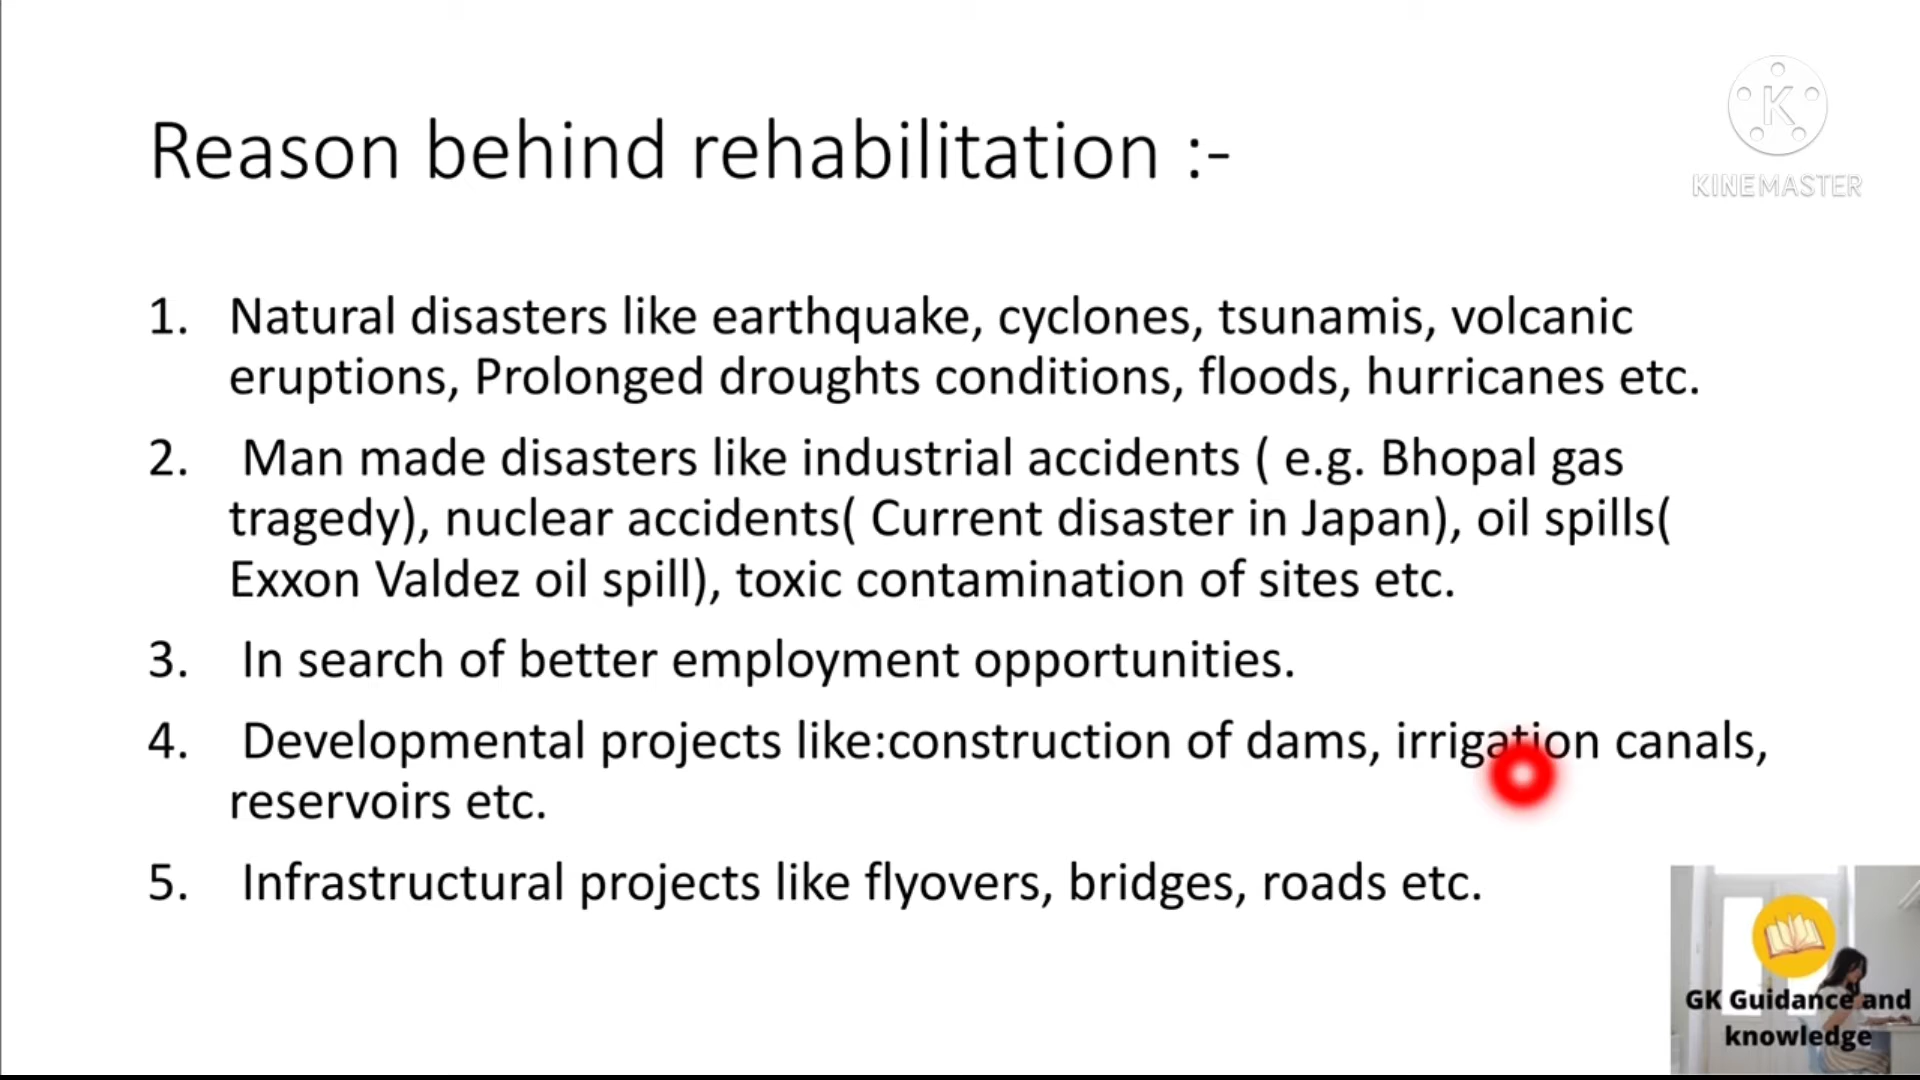 Reason behind rehabilitation :-
K
KINEMASTER
1. Natural disasters like earthquake, cyclones, tsunamis, volcanic
eruptions, Prolonged droughts conditions, floods, hurricanes etc.
2. Man made disasters like industrial accidents ( e.g. Bhopal gas
tragedy), nuclear accidents( Current disaster in Japan), oil spills(
Exxon Valdez oil spill), toxic contamination of sites etc.
3. In search of better employment opportunities.
4. Developmental projects like:construction of dams, irrigation canals,
reservoirs etc.
5. Infrastructural projects like flyovers, bridges, roads etc.
GK Guidance and
knowledge